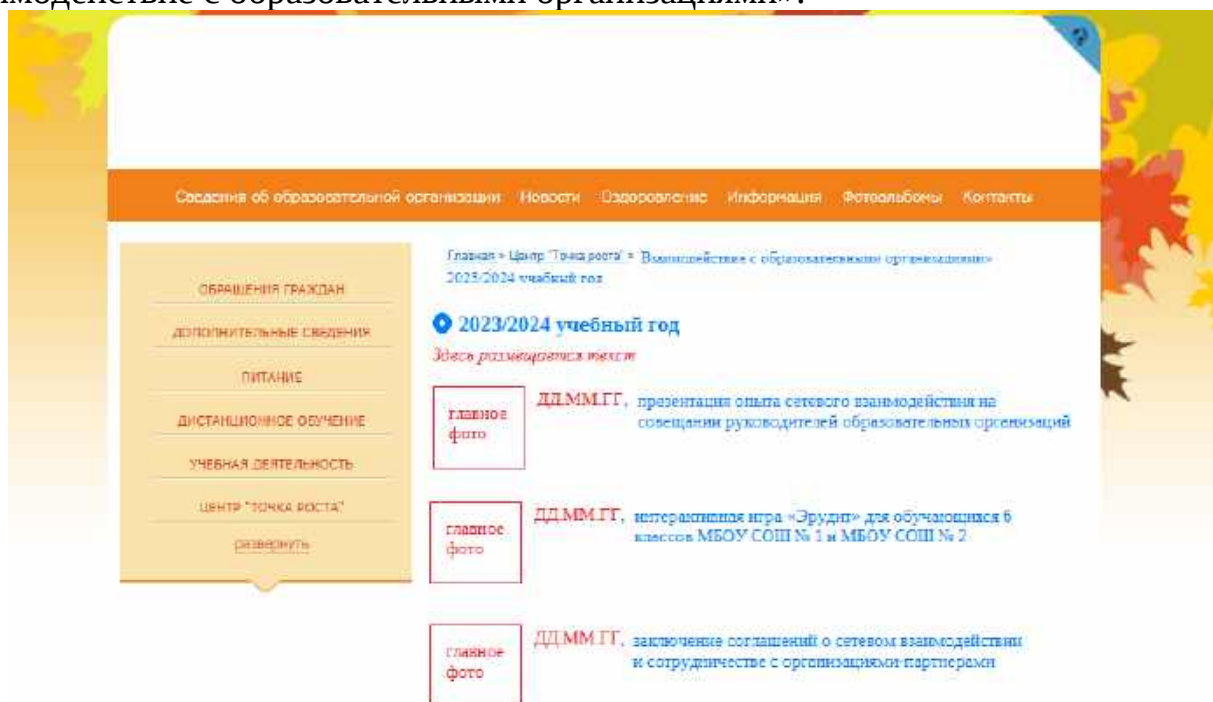 модействие с образовательными организациями».
Сведения об образовательной организации Новости Оздоровление Информация Фотоальбомы Контакты
Главная » Центр "Точка роста" » Взаимодействие с образовательными организациями»
2023/2024 учебный год
ОБРАЩЕНИЯ ГРАЖДАН
ДОПОЛНИТЕЛЬНЫЕ СВЕДЕНИЯ
ПИТАНИЕ
ДИСТАНЦИОННОЕ ОБУЧЕНИЕ
УЧЕБНАЯ ДЕЯТЕЛЬНОСТЬ
ЦЕНТР "ТОЧКА РОСТА"
развернуть
2023/2024 учебный год
Здесь размещается текст
главное
фото
ДД.ММ.ГГ, презентация опыта сетевого взаимодействия на
совещании руководителей образовательных организаций
главное
фото
ДД.ММ.ГГ, интерактивная игра «Эрудит» для обучающихся 6
классов МБОУ СОШ № 1 и МБОУ СОШ № 2
главное
фото
ДД.ММ.ГГ, заключение соглашений о сетевом взаимодействии
и сотрудничестве с организациями-партнерами